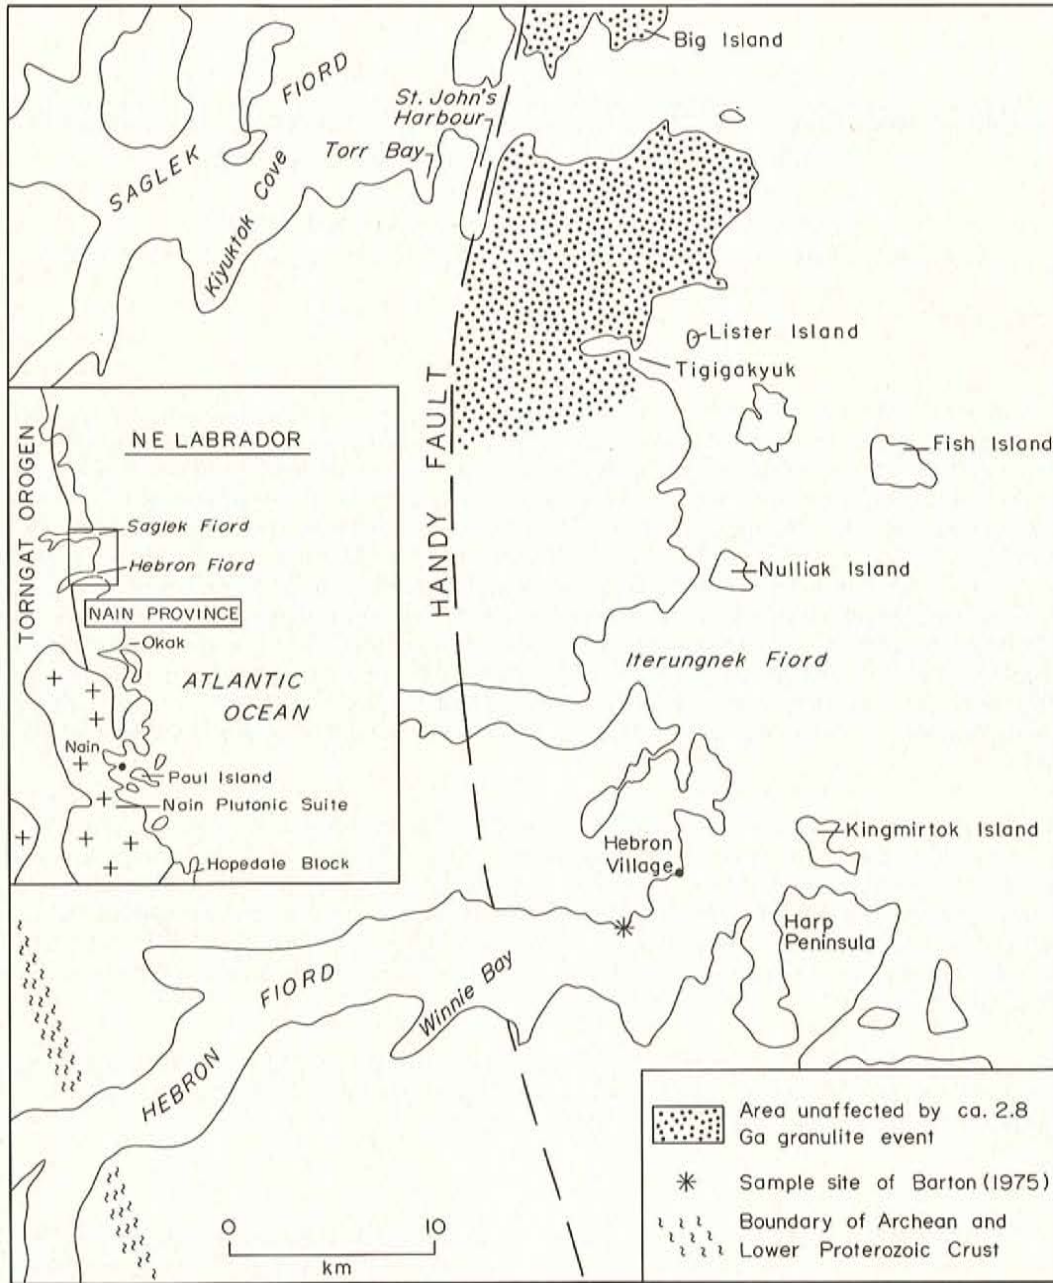 Big Island
FIORD
St. John's
Harbour
Torr Bay
SAGLEK
Kiyuktok Cove
Lister Island
Tigigakyuk
HANDY FAULT
Fish Island
NE LABRADOR
TORNGAT OROGEN
Saglek Fiord
Hebron Fiord
NAIN PROVINCE
Okak
ATLANTIC
OCEAN
Nain
Paul Island
Nain Plutonic Suite
Hopedale Block
Nulliak Island
Iterungnek Fiord
Hebron
Village
Kingmirtok Island
Harp
Peninsula
FIORD
Winnie Bay
HEBRON
0 10
km
Area unaffected by ca. 2.8
Ga granulite event
Sample site of Barton (1975)
Boundary of Archean and
Lower Proterozoic Crust